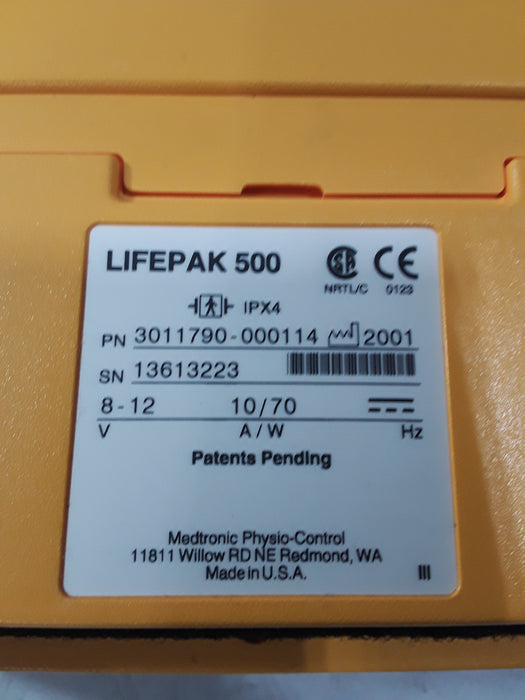 LIFEPAK 500
CE
NRTL/C 0123
IPX4
PN 3011790-000114 2001
SN 13613223
8-12 10/70
V A/W Hz
Patents Pending
Medtronic Physio-Control
11811 Willow RD NE Redmond, WA
Made in U.S.A.
III